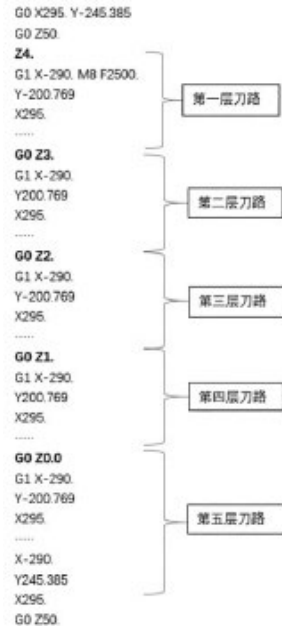 G0 X295. Y-245.385
G0 Z50.
Z4.
G1 X-290. M8 F2500.
Y-200.769
X295.
.....
第一层刀路
G0 Z3.
G1 X-290.
Y200.769
X295.
.....
第二层刀路
G0 Z2.
G1 X-290.
Y-200.769
X295.
.....
第三层刀路
G0 Z1.
G1 X-290.
Y200.769
X295.
.....
第四层刀路
G0 Z0.0
G1 X-290.
Y-200.769
X295.
.....
X-290.
Y245.385
X295.
第五层刀路
G0 Z50.